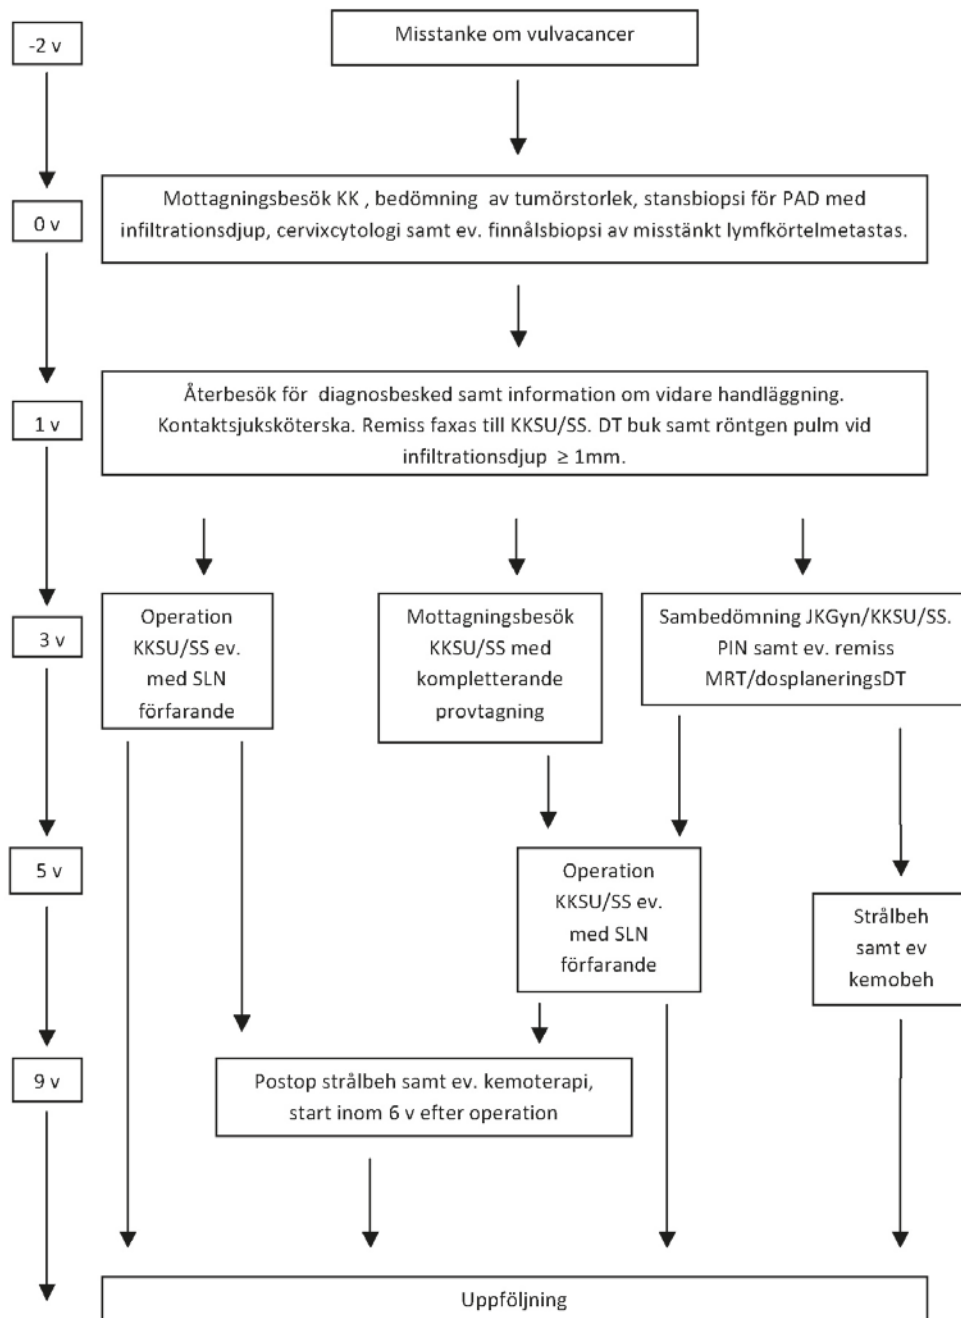 -2 v
Misstanke om vulvacancer
0 v
Mottagningsbesök KK , bedömning av tumörstorlek, stansbiopsi för PAD med
infiltrationsdjup, cervixcytologi samt ev. finnålsbiopsi av misstänkt lymfkörtelmetastas.
1 v
Återbesök för diagnosbesked samt information om vidare handläggning.
Kontaktsjuksköterska. Remiss faxas till KKSU/SS. DT buk samt röntgen pulm vid
infiltrationsdjup ≥ 1mm.
3 v
Operation
KKSU/SS ev.
med SLN
förfarande
Mottagningsbesök
KKSU/SS med
kompletterande
provtagning
Sambedömning JKGyn/KKSU/SS.
PIN samt ev. remiss
MRT/dosplaneringsDT
5 v
Operation
KKSU/SS ev.
med SLN
förfarande
Strålbeh
samt ev
kemobeh
9 v
Postop strålbeh samt ev. kemoterapi,
start inom 6 v efter operation
Uppföljning